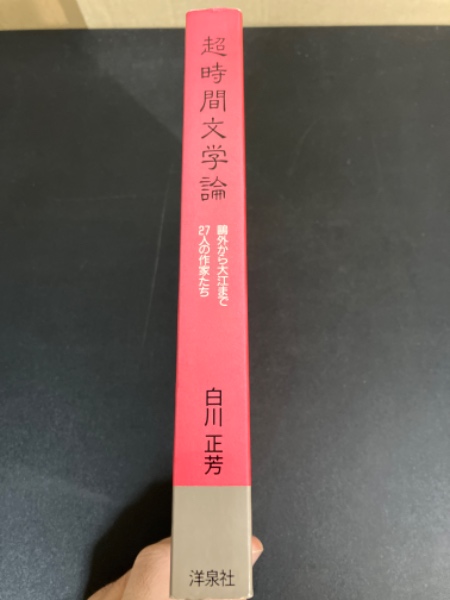 超時間文学論
鷗外から大江まで
27人の作家たち
白川正芳
洋泉社